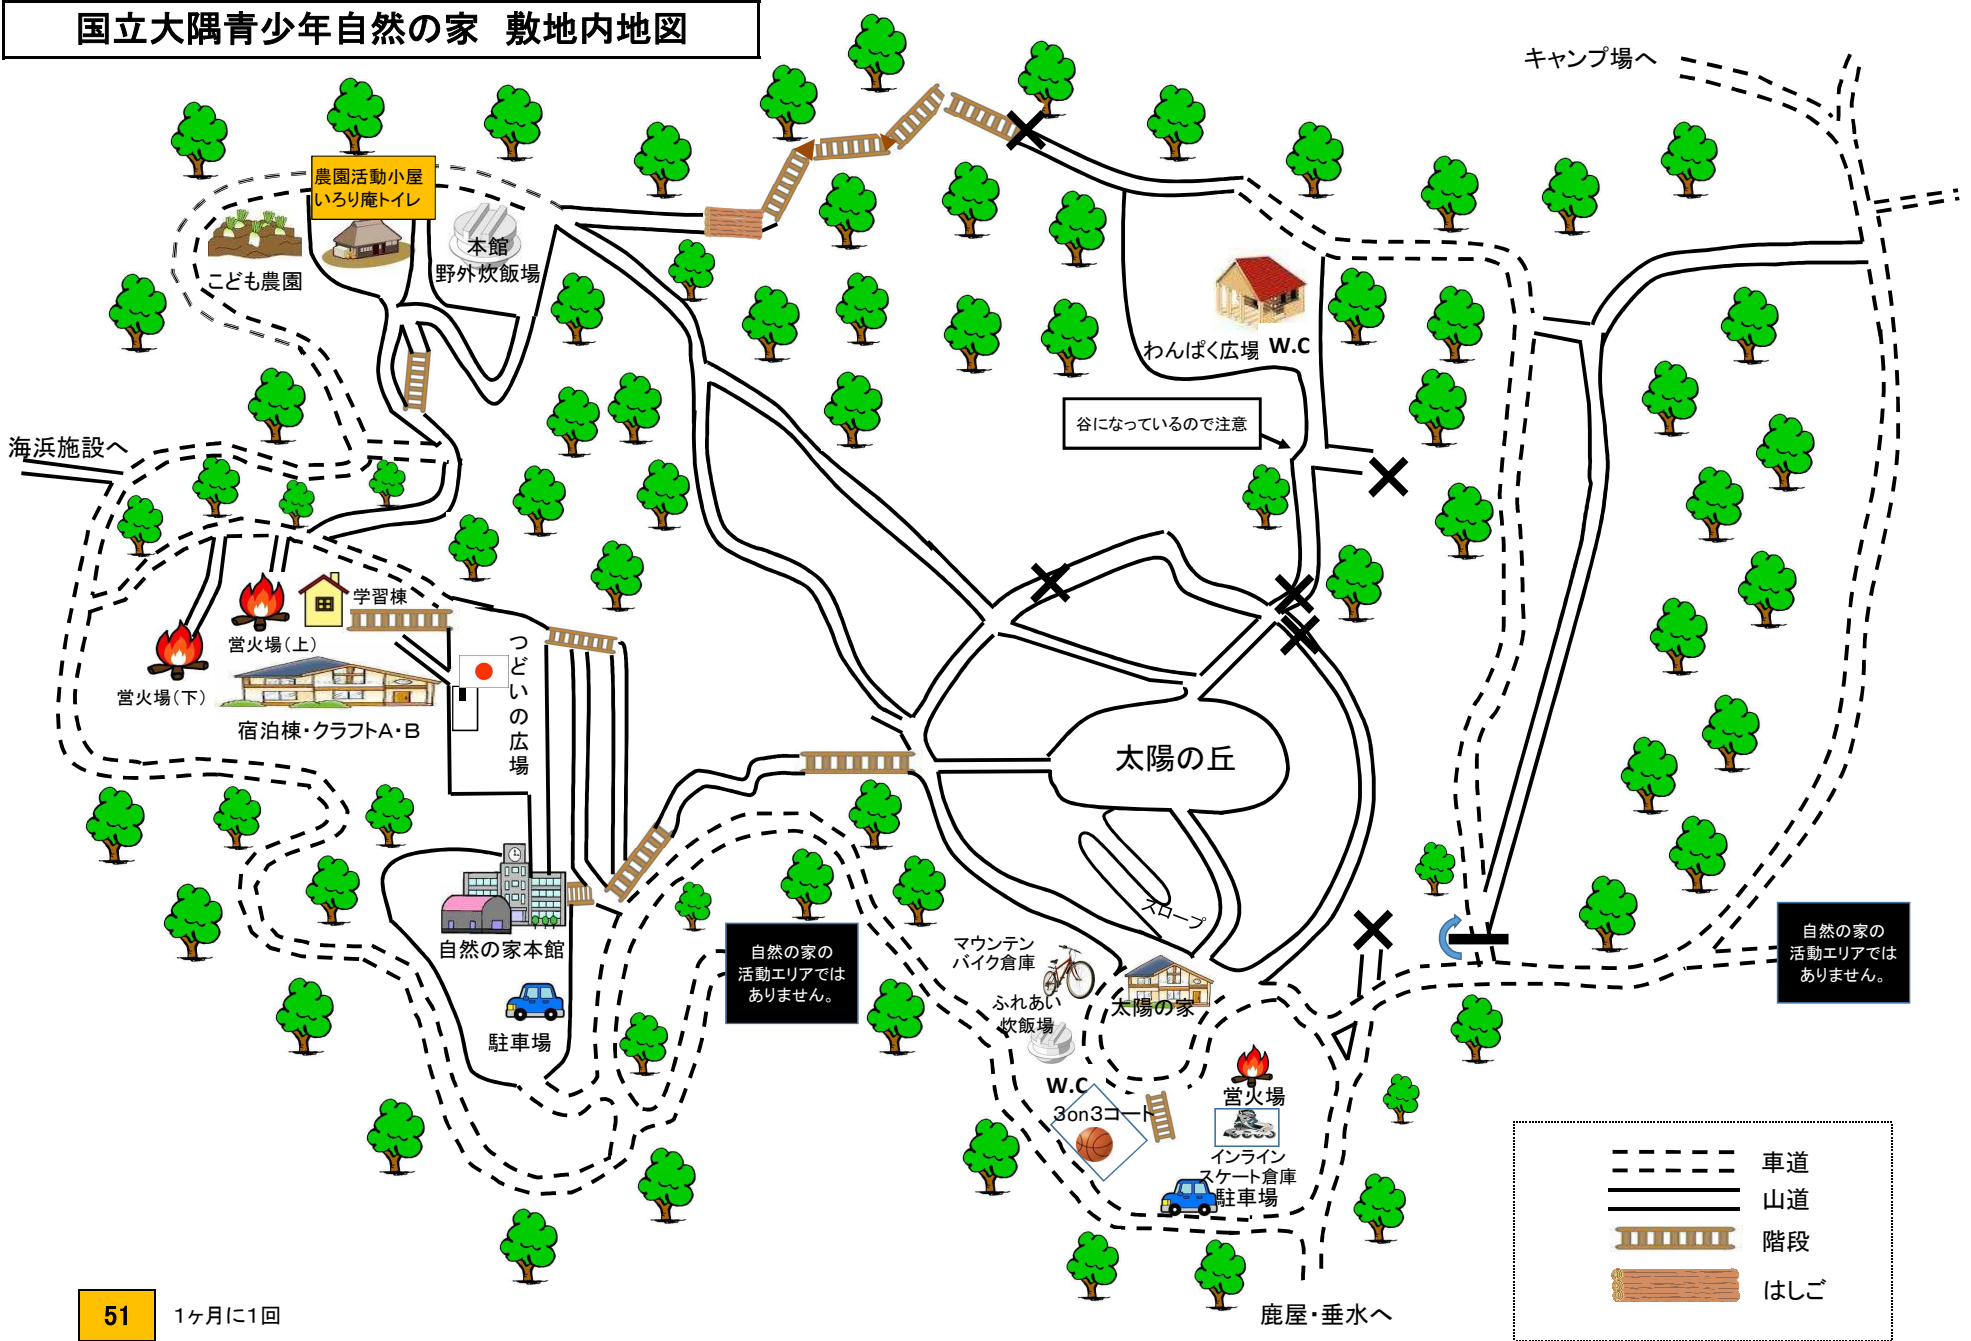 国立大隅青少年自然の家　敷地内地図
キャンプ場へ
農園活動小屋
いろり庵トイレ
本館
野外炊飯場
こども農園
わんぱく広場 W.C
谷になっているので注意
海浜施設へ
学習棟
営火場(上)
営火場(下)
宿泊棟・クラフトA・B
つどいの広場
太陽の丘
スロープ
自然の家本館
駐車場
自然の家の
活動エリアでは
ありません。
マウンテン
バイク倉庫
ふれあい
炊飯場
太陽の家
W.C
3on3コート
営火場
インライン
スケート倉庫
駐車場
自然の家の
活動エリアでは
ありません。
鹿屋・垂水へ
車道
山道
階段
はしご
51 1ヶ月に1回